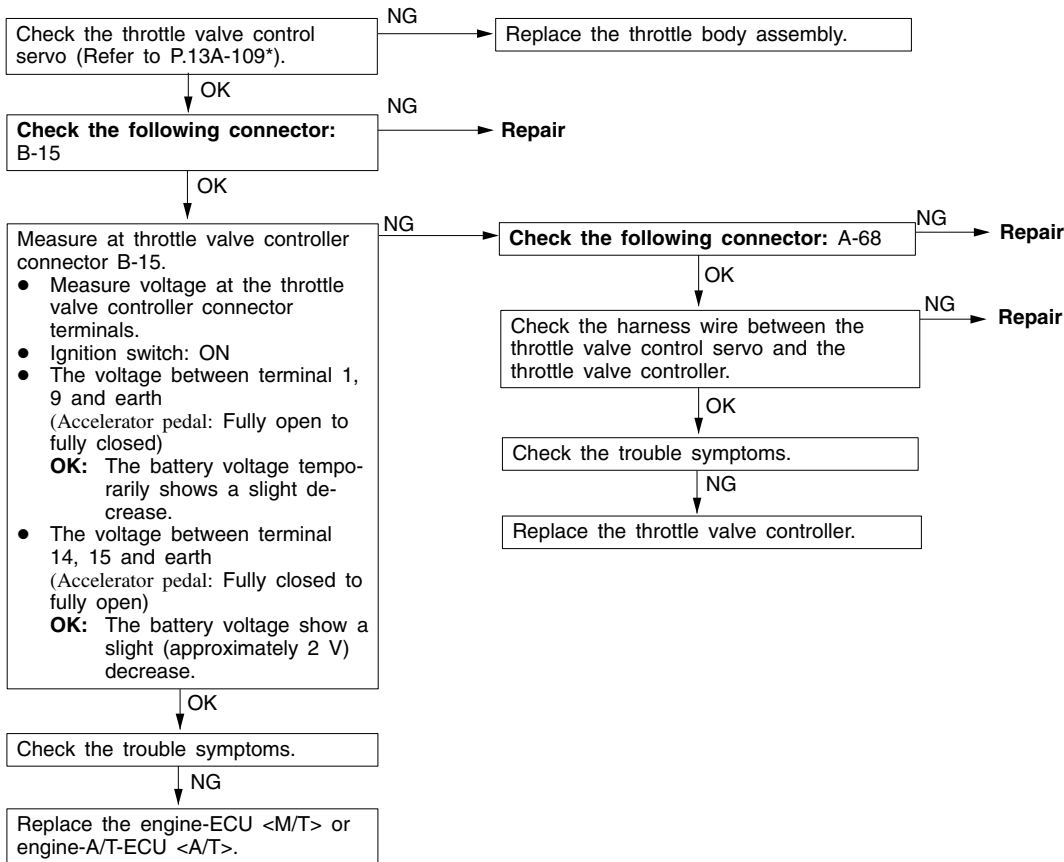 Check the throttle valve control
servo (Refer to P.13A-109*).
NG
Replace the throttle body assembly.
OK
Check the following connector:
B-15
NG
Repair
OK
Measure at throttle valve controller
connector B-15.
● Measure voltage at the throttle
valve controller connector
terminals.
● Ignition switch: ON
● The voltage between terminal 1,
9 and earth
(Accelerator pedal: Fully open to
fully closed)
OK: The battery voltage tempo-
rarily shows a slight de-
crease.
● The voltage between terminal
14, 15 and earth
(Accelerator pedal: Fully closed to
fully open)
OK: The battery voltage show a
slight (approximately 2 V)
decrease.
NG
Check the following connector: A-68
NG
Repair
OK
Check the harness wire between the
throttle valve control servo and the
throttle valve controller.
NG
Repair
OK
Check the trouble symptoms.
NG
Replace the throttle valve controller.
OK
Check the trouble symptoms.
NG
Replace the engine-ECU <M/T> or
engine-A/T-ECU <A/T>.